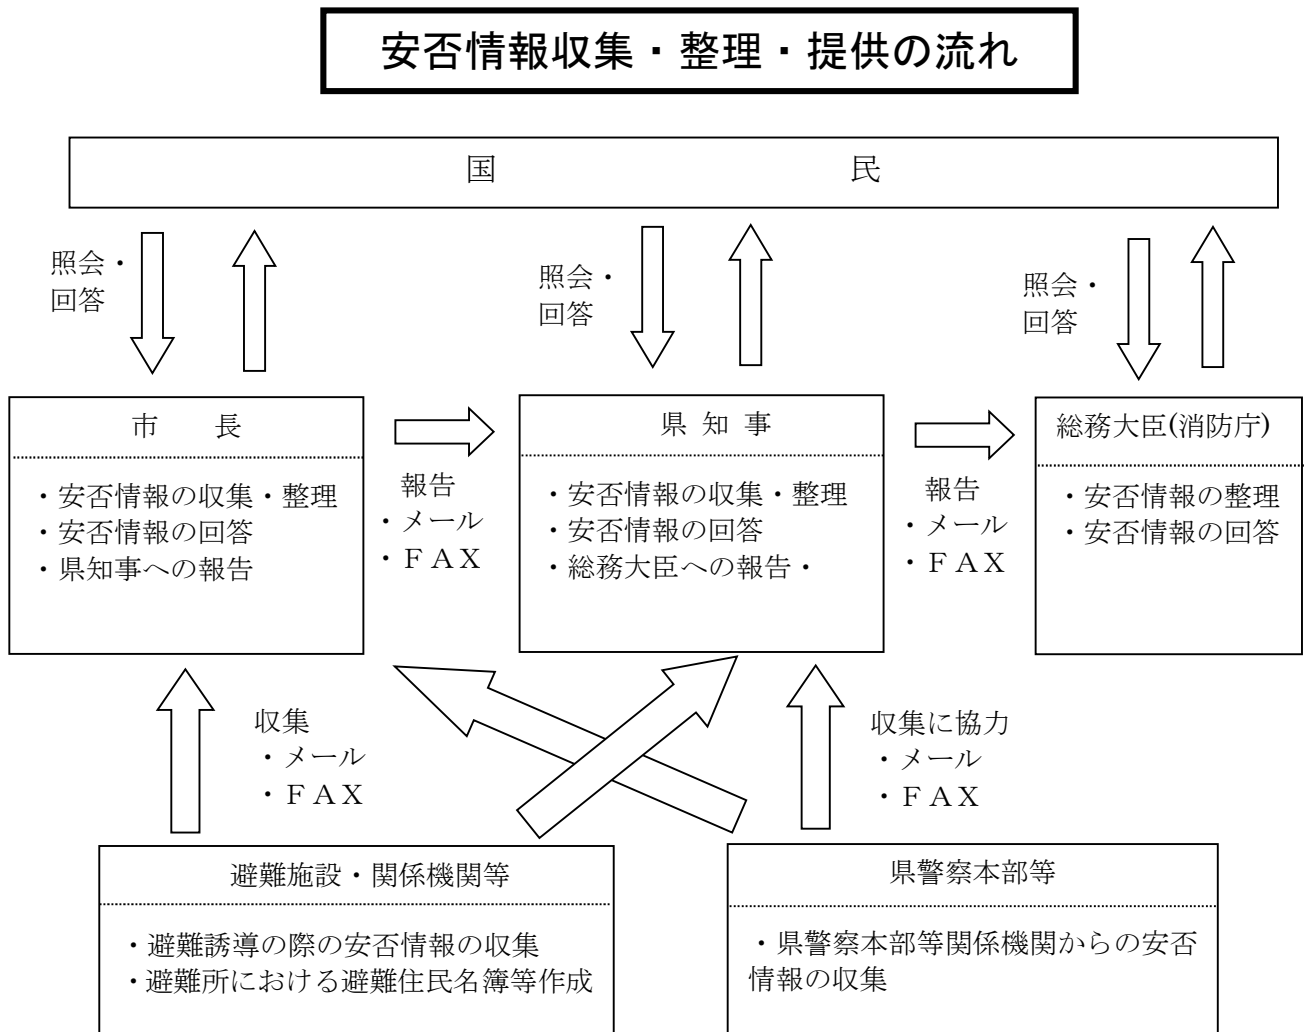 安否情報収集・整理・提供の流れ
国　民
照会・
回答
照会・
回答
照会・
回答
市　長
・安否情報の収集・整理
・安否情報の回答
・県知事への報告
報告
・メール
・ＦＡＸ
県 知 事
・安否情報の収集・整理
・安否情報の回答
・総務大臣への報告・
報告
・メール
・ＦＡＸ
総務大臣(消防庁)
・安否情報の整理
・安否情報の回答
収集
・メール
・ＦＡＸ
収集に協力
・メール
・ＦＡＸ
避難施設・関係機関等
・避難誘導の際の安否情報の収集
・避難所における避難住民名簿等作成
県警察本部等
・県警察本部等関係機関からの安否
情報の収集